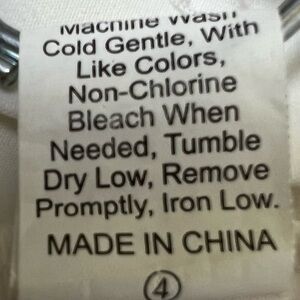 Machine Wash
Cold Gentle, With
Like Colors,
Non-Chlorine
Bleach When
Needed, Tumble
Dry Low, Remove
Promptly, Iron Low.
MADE IN CHINA
④